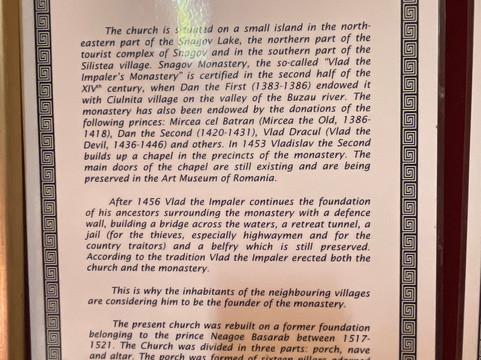 The church is situated on a small island in the north-
eastern part of the Snagov Lake, the northern part of the
tourist complex of Snagov and in the southern part of the
Silistea village. Snagov Monastery, the so-called "Vlad the
Impaler's Monastery" is certified in the second half of the
XIVth century, when Dan the First (1383-1386) endowed it
with Ciulnita village on the valley of the Buzau river. The
monastery has also been endowed by the donations of the
following princes: Mircea cel Batran (Mircea the Old, 1386-
1418), Dan the Second (1420-1431), Vlad Dracul (Vlad the
Devil, 1436-1446) and others. In 1453 Vladislav the Second
builds up a chapel in the precincts of the monastery. The
main doors of the chapel are still existing and are being
preserved in the Art Museum of Romania.
After 1456 Vlad the Impaler continues the foundation
of his ancestors surrounding the monastery with a defence
wall, building a bridge across the waters, a retreat tunnel, a
jail (for the thieves, especially highwaymen and for the
country traitors) and a belfry which is still preserved.
According to the tradition Vlad the Impaler erected both the
church and the monastery.
This is why the inhabitants of the neighbouring villages
are considering him to be the founder of the monastery.
The present church was rebuilt on a former foundation
belonging to the prince Neagoe Basarab between 1517-
1521. The Church was divided in three parts: porch, nave
and altar. The porch was formed of sixteen pillars